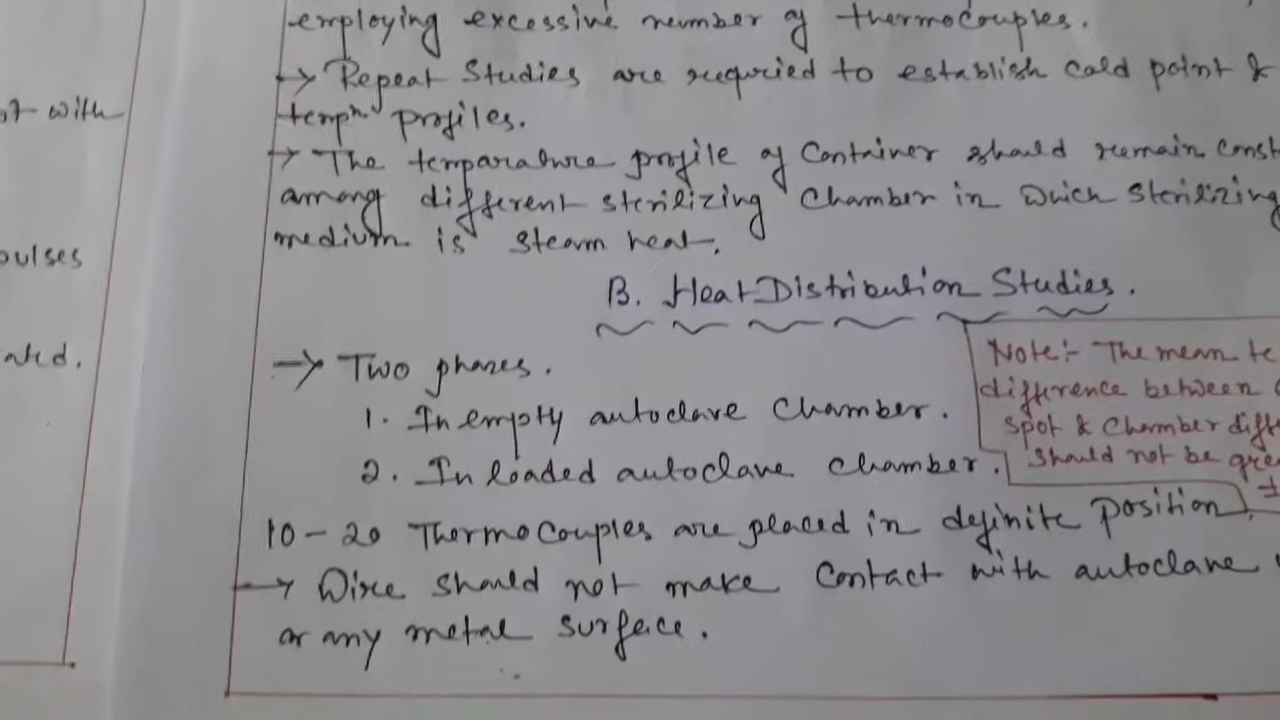 employing excessive number of thermocouples.
→ Repeat Studies are requried to establish cold point &
tempn profiles.
→ The temparature profile of Container should remain const
among different sterilizing Chamber in which sterilizing
medium is steam heat.
B. Heat Distribution Studies.
→ Two phases.
1. In empty autoclave Chamber.
2. In loaded autoclave chamber.
Note:- The mean te
difference between
spot & Chamber diff
should not be gre
10-20 Thermocouples are placed in definite position.
→ Wire should not make Contact with autoclave
or any metal surface.
ot with
pulses
ated.